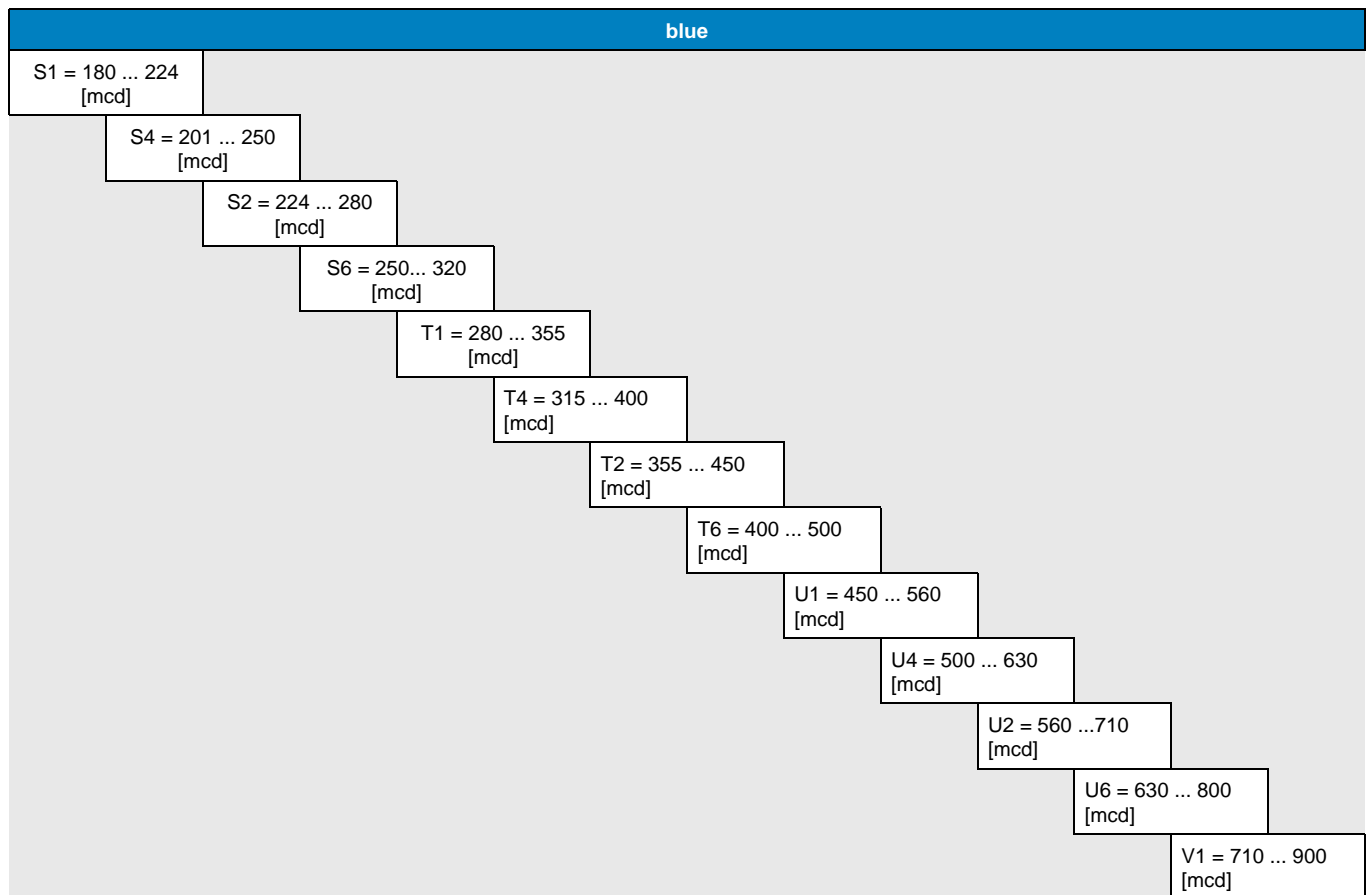 blue
S1 = 180 ... 224
[mcd]
S4 = 201 ... 250
[mcd]
S2 = 224 ... 280
[mcd]
S6 = 250... 320
[mcd]
T1 = 280 ... 355
[mcd]
T4 = 315 ... 400
[mcd]
T2 = 355 ... 450
[mcd]
T6 = 400 ... 500
[mcd]
U1 = 450 ... 560
[mcd]
U4 = 500 ... 630
[mcd]
U2 = 560 ...710
[mcd]
U6 = 630 ... 800
[mcd]
V1 = 710 ... 900
[mcd]